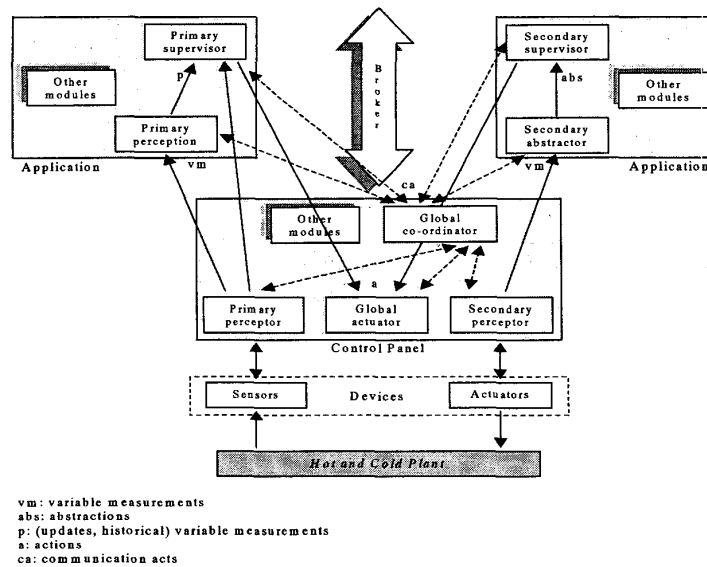 Primary
supervisor
Secondary
supervisor
Broker
p
abs
Other
modules
Other
modules
Primary
perception
Secondary
abstractor
Application
vm
vm
Application
ca
Other
modules
Global
co-ordinator
a
Primary
perceptor
Global
actuator
Secondary
perceptor
Control Panel
Sensors
Devices
Actuators
Hot and Cold Plant
vm: variable measurements
abs: abstractions
p: (updates, historical) variable measurements
a: actions
ca: communication acts